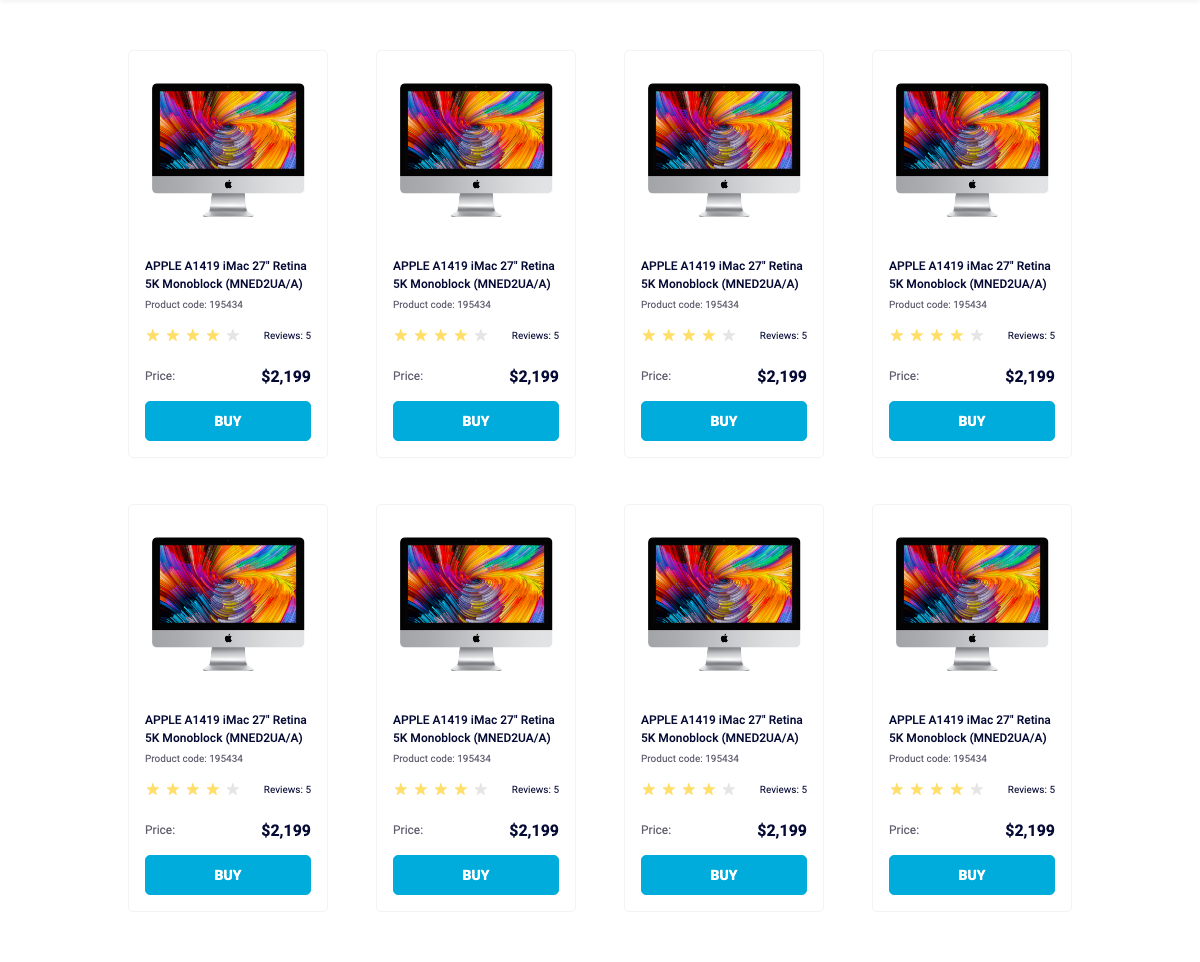 APPLE A1419 iMac 27" Retina
5K Monoblock (MNED2UA/A)
Product code: 195434
Reviews: 5
Price: $2,199
BUY
APPLE A1419 iMac 27" Retina
5K Monoblock (MNED2UA/A)
Product code: 195434
Reviews: 5
Price: $2,199
BUY
APPLE A1419 iMac 27" Retina
5K Monoblock (MNED2UA/A)
Product code: 195434
Reviews: 5
Price: $2,199
BUY
APPLE A1419 iMac 27" Retina
5K Monoblock (MNED2UA/A)
Product code: 195434
Reviews: 5
Price: $2,199
BUY
APPLE A1419 iMac 27" Retina
5K Monoblock (MNED2UA/A)
Product code: 195434
Reviews: 5
Price: $2,199
BUY
APPLE A1419 iMac 27" Retina
5K Monoblock (MNED2UA/A)
Product code: 195434
Reviews: 5
Price: $2,199
BUY
APPLE A1419 iMac 27" Retina
5K Monoblock (MNED2UA/A)
Product code: 195434
Reviews: 5
Price: $2,199
BUY
APPLE A1419 iMac 27" Retina
5K Monoblock (MNED2UA/A)
Product code: 195434
Reviews: 5
Price: $2,199
BUY